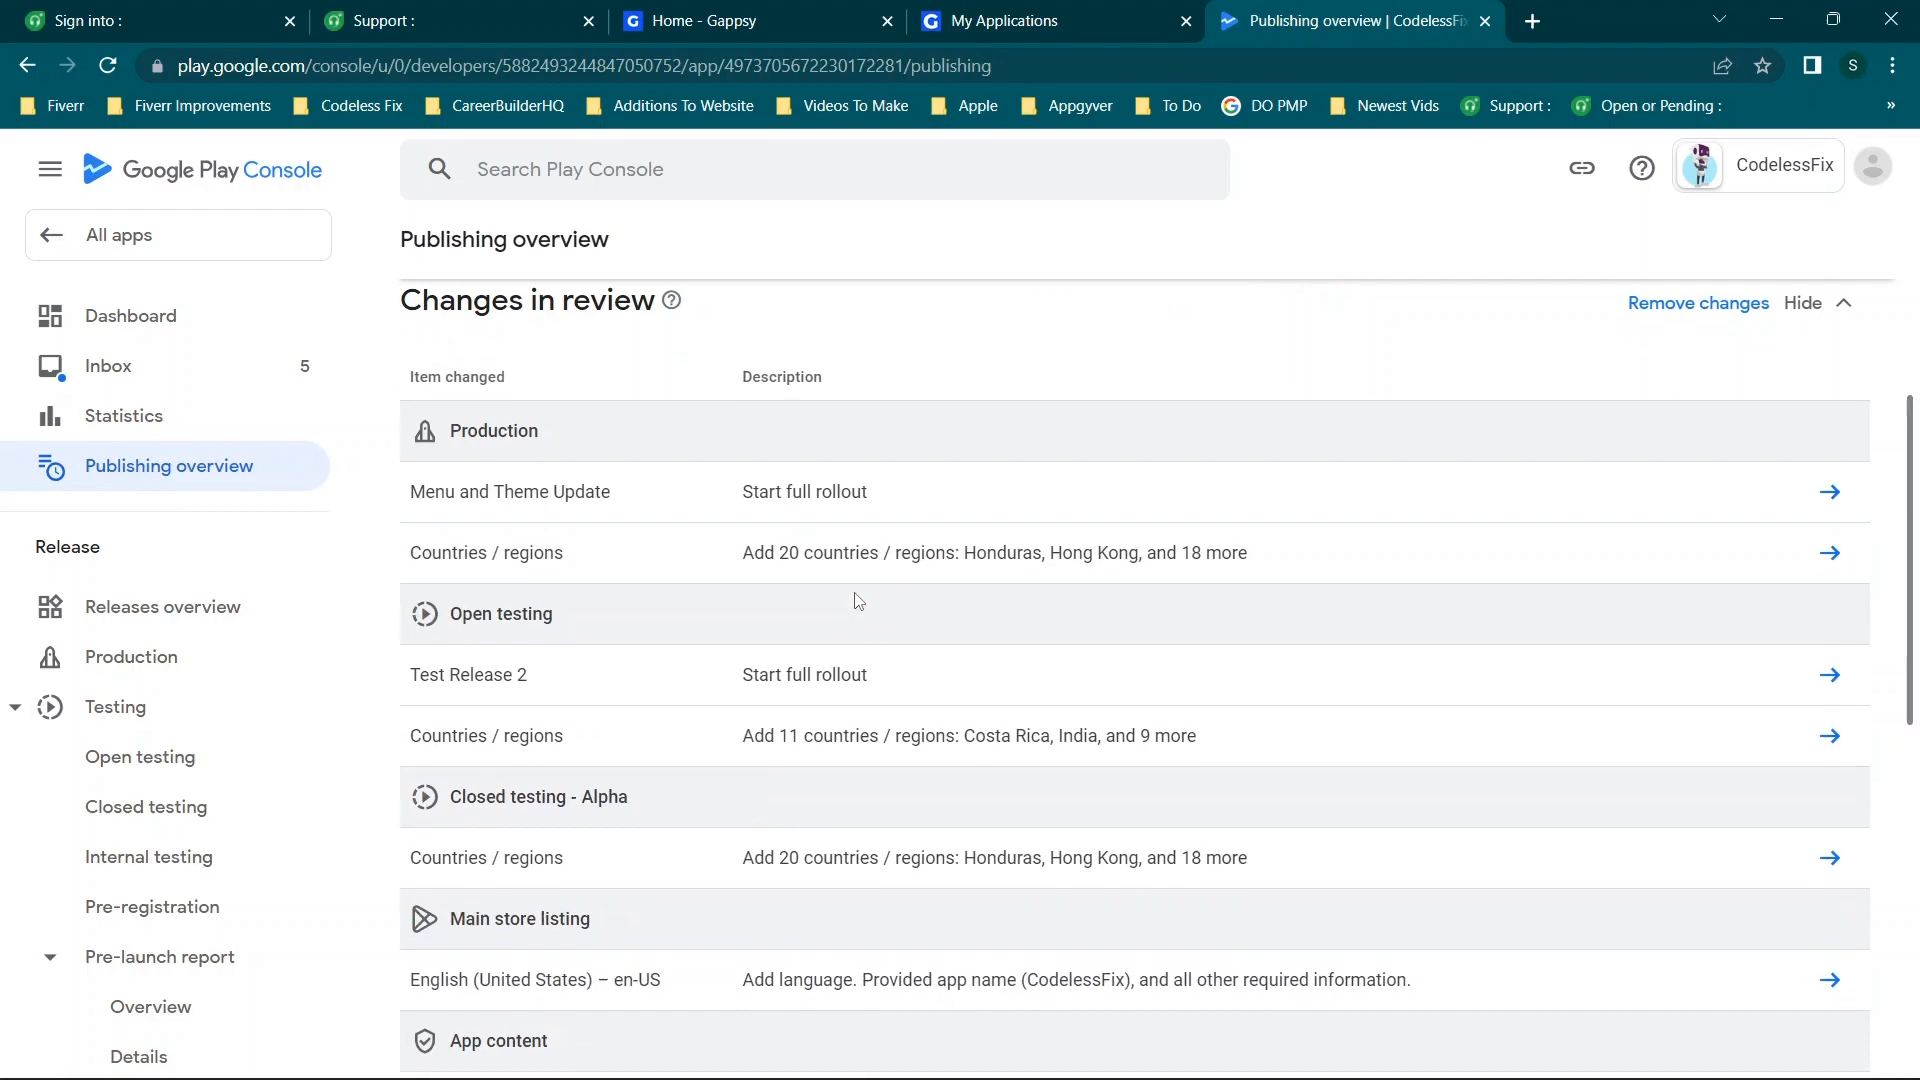 Sign into :
Support :
Home - Gappsy
My Applications
Publishing overview | CodelessFi
play.google.com/console/u/0/developers/5882493244847050752/app/4973705672230172281/publishing
S
Fiverr
Fiverr Improvements
Codeless Fix
CareerBuilderHQ
Additions To Website
Videos To Make
Apple
Appgyver
To Do
DO PMP
Newest Vids
Support :
Open or Pending :
»
Google Play Console
Search Play Console
CodelessFix
All apps
Publishing overview
Changes in review
Remove changes
Hide
Dashboard
Inbox
5
Statistics
Publishing overview
Release
Releases overview
Production
Testing
Open testing
Closed testing
Internal testing
Pre-registration
Pre-launch report
Overview
Details
Item changed
Description
Production
Menu and Theme Update
Start full rollout
Countries / regions
Add 20 countries / regions: Honduras, Hong Kong, and 18 more
Open testing
Test Release 2
Start full rollout
Countries / regions
Add 11 countries / regions: Costa Rica, India, and 9 more
Closed testing - Alpha
Countries / regions
Add 20 countries / regions: Honduras, Hong Kong, and 18 more
Main store listing
English (United States) – en-US
Add language. Provided app name (CodelessFix), and all other required information.
App content